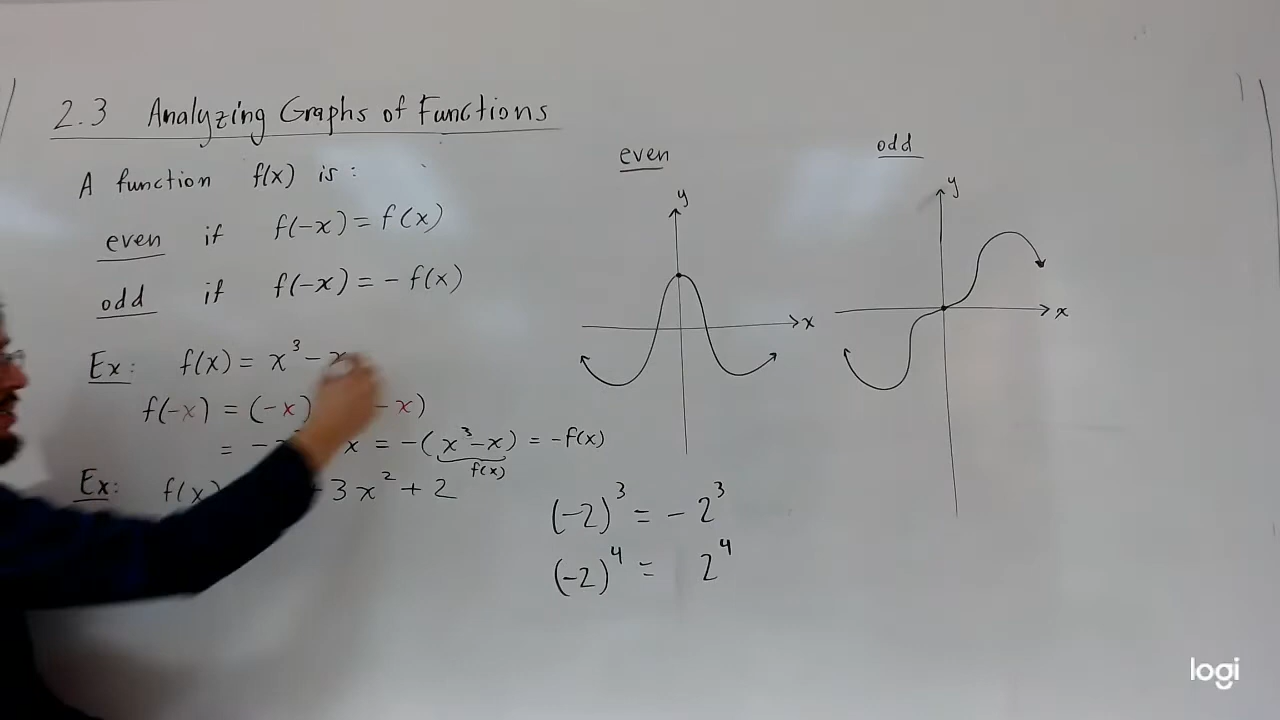 2.3 Analyzing Graphs of Functions
A function f(x) is:
even if f(-x) = f(x)
odd if f(-x) = - f(x)
Ex: f(x) = x³ - x
f(-x) = (-x) - x)
= - x = -(x³-x) = -f(x)
f(x)
Ex: f(x) + 3x² + 2
(-2)³ = - 2³
(-2)⁴ = 2⁴
even
y
x
odd
y
x
logi